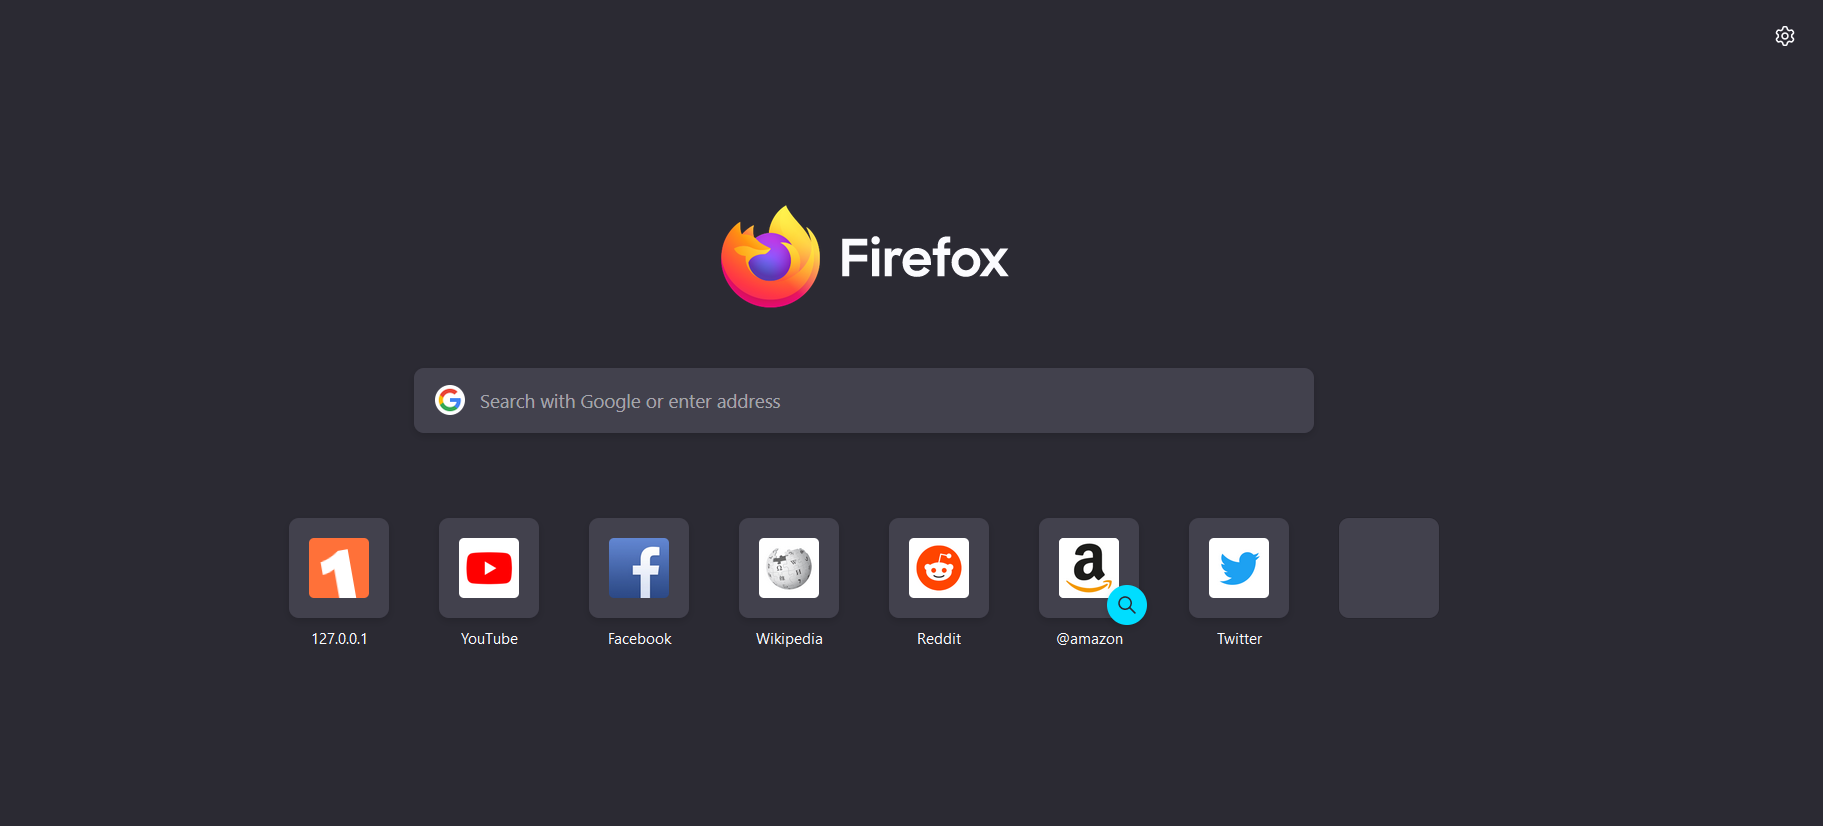 Firefox
Search with Google or enter address
127.0.0.1
YouTube
Facebook
Wikipedia
Reddit
@amazon
Twitter